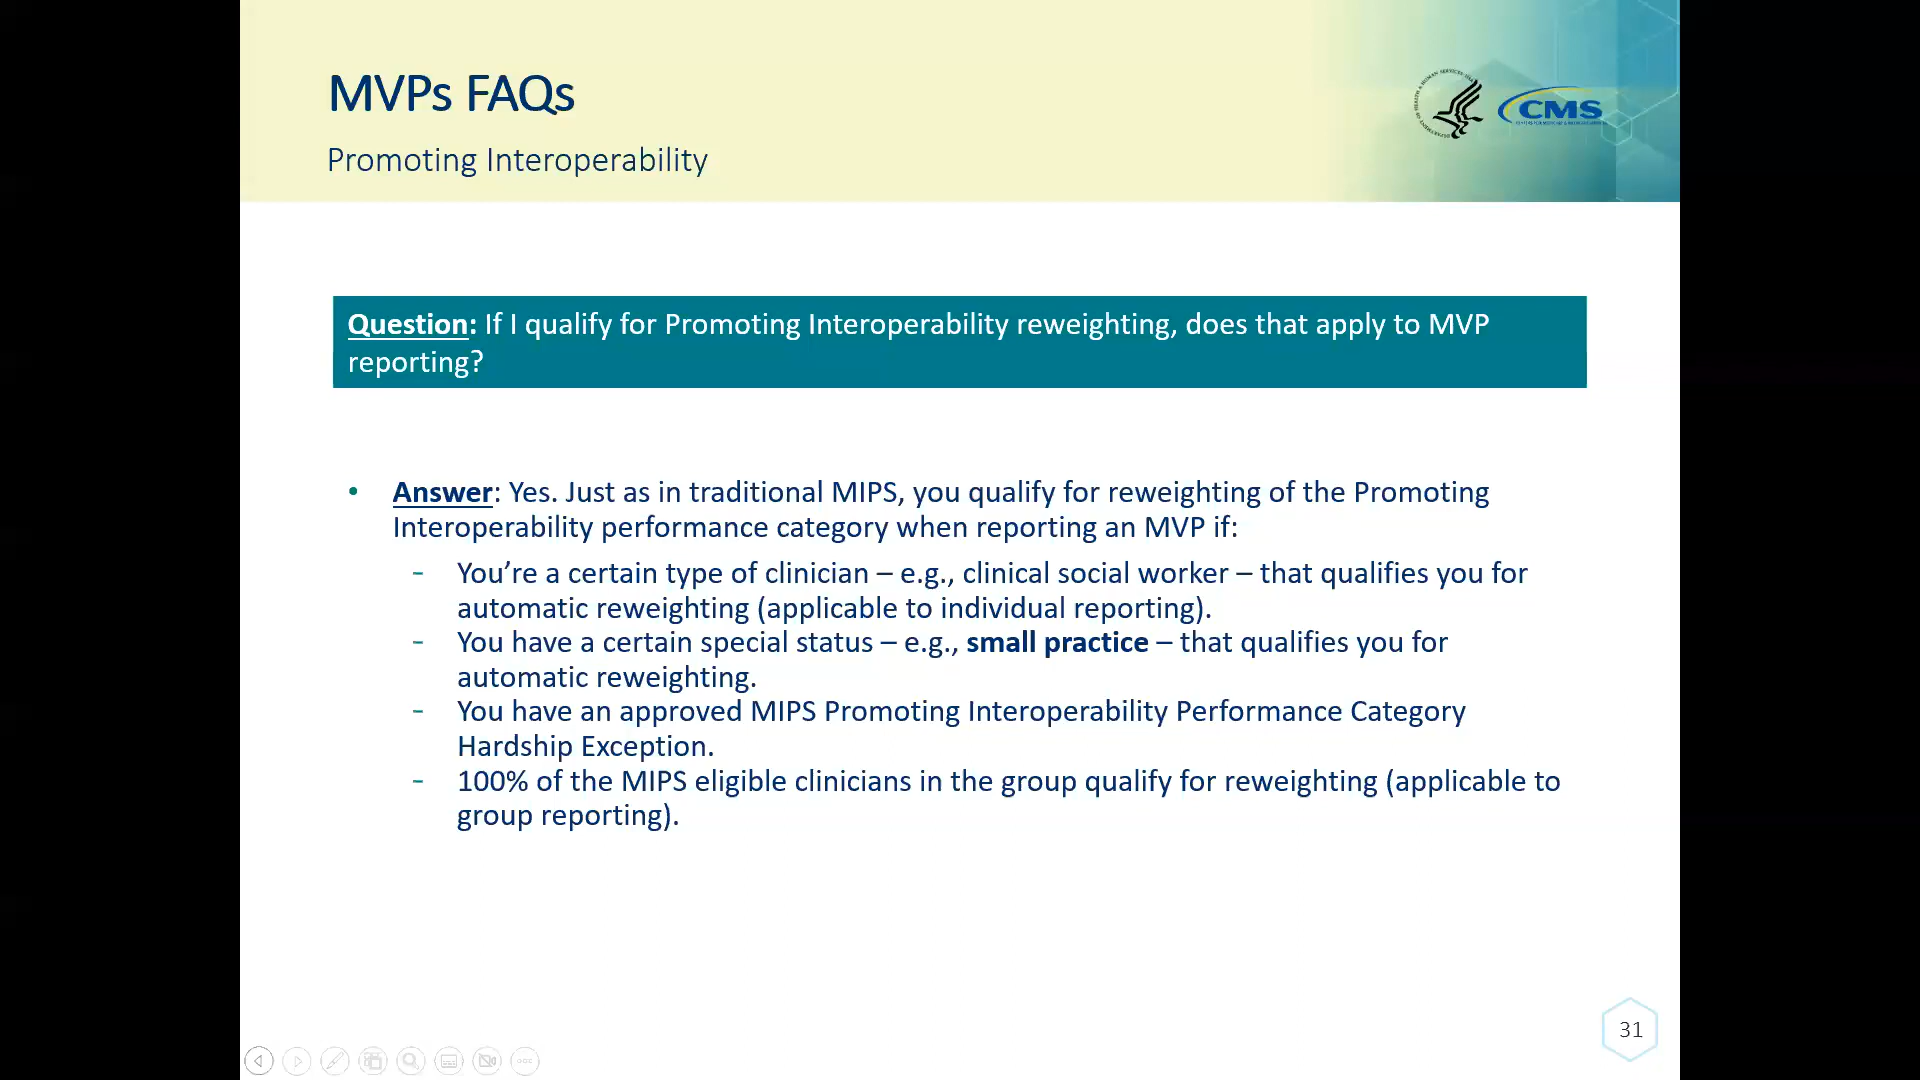 MVPs FAQs
Promoting Interoperability
CMS
Question: If I qualify for Promoting Interoperability reweighting, does that apply to MVP
reporting?
• Answer: Yes. Just as in traditional MIPS, you qualify for reweighting of the Promoting
Interoperability performance category when reporting an MVP if:
- You’re a certain type of clinician – e.g., clinical social worker – that qualifies you for
automatic reweighting (applicable to individual reporting).
- You have a certain special status – e.g., small practice – that qualifies you for
automatic reweighting.
- You have an approved MIPS Promoting Interoperability Performance Category
Hardship Exception.
- 100% of the MIPS eligible clinicians in the group qualify for reweighting (applicable to
group reporting).
31